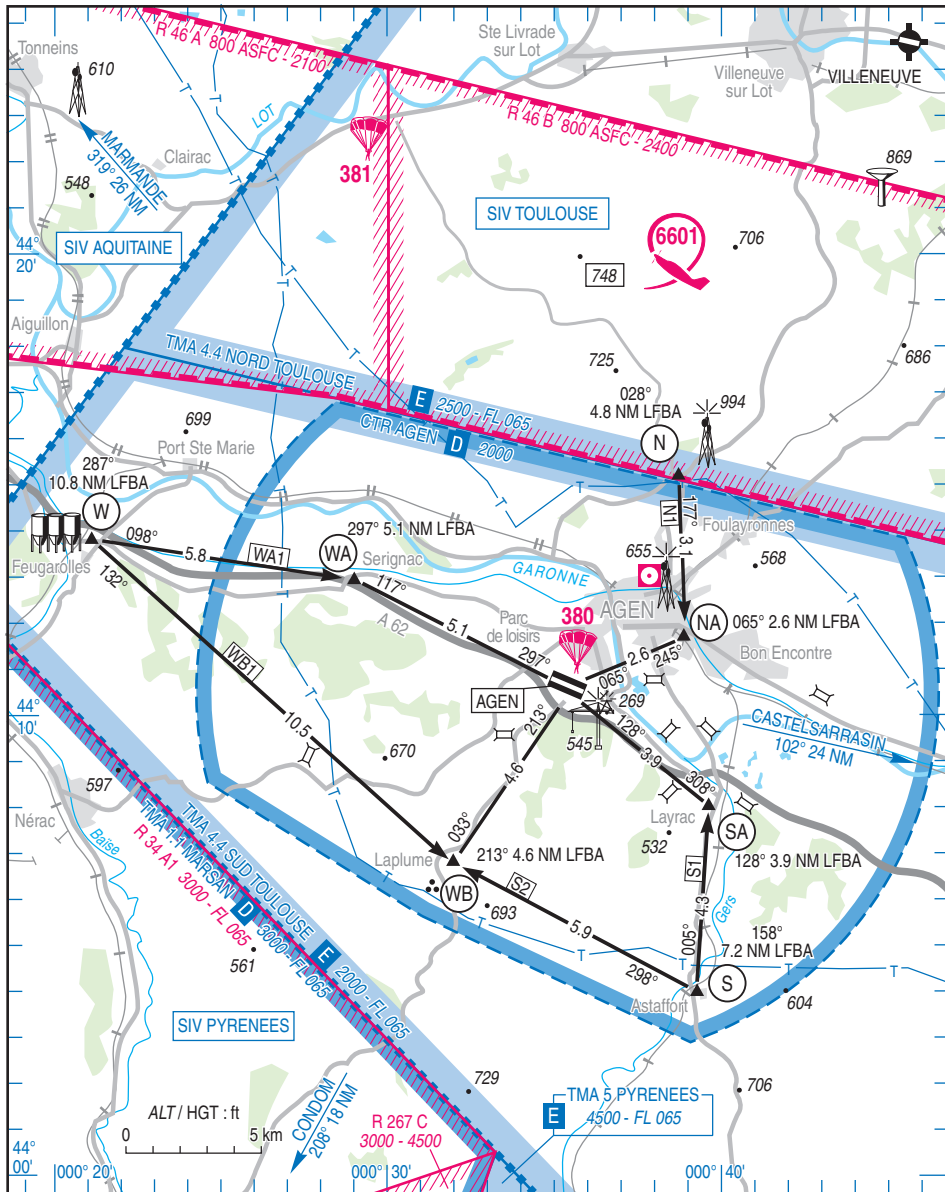 Tonneins
610
R 46 A 800 ASFC - 2100
Ste Livrade
sur Lot
Villeneuve
sur Lot
VILLENEUVE
LOT
MARMANDE
319° 26 NM
Clairac
381
R 46 B 800 ASFC - 2400
869
548
SIV TOULOUSE
6601
706
44°
20'
SIV AQUITAINE
748
Aiguillon
TMA 4.4 NORD TOULOUSE
725
686
E 2500 - FL 065
028°
4.8 NM LFBA
994
CTR AGEN D 2000
699
Port Ste Marie
N
287°
10.8 NM LFBA
W
297° 5.1 NM LFBA
177°
N1
3.1
Foulayronnes
098°
5.8
WA1
WA
Serignac
GARONNE
655
568
Feugarolles
132°
117°
A 62
5.1
Parc
de loisirs
380
AGEN
NA
065° 2.6 NM LFBA
WB1
297°
2.6
065°
245°
Bon Encontre
AGEN
269
44°
10'
213°
545
128°
CASTELSARRASIN
102° 24 NM
10.5
670
3.9
597
4.6
308°
Nérac
Baïse
TMA 4.4 SUD TOULOUSE
TMA 1.1 MARSAN D 3000 - FL 065
R 34 A1 3000 - FL 065
E 2000 - FL 065
033°
Layrac
532
SA
128° 3.9 NM LFBA
Laplume
213° 4.6 NM LFBA
WB
S2
S1
693
4.3
Gers
5.9
005°
158°
7.2 NM LFBA
298°
S
Astaffort
561
604
SIV PYRENEES
729
706
TMA 5 PYRENEES
E 4500 - FL 065
ALT / HGT : ft
0 5 km
CONDOM
208° 18 NM
R 267 C
3000 - 4500
44°
00'
000° 20'
000° 30'
000° 40'
T
T
T
T
T
T
T
T
T
T
T
T
T